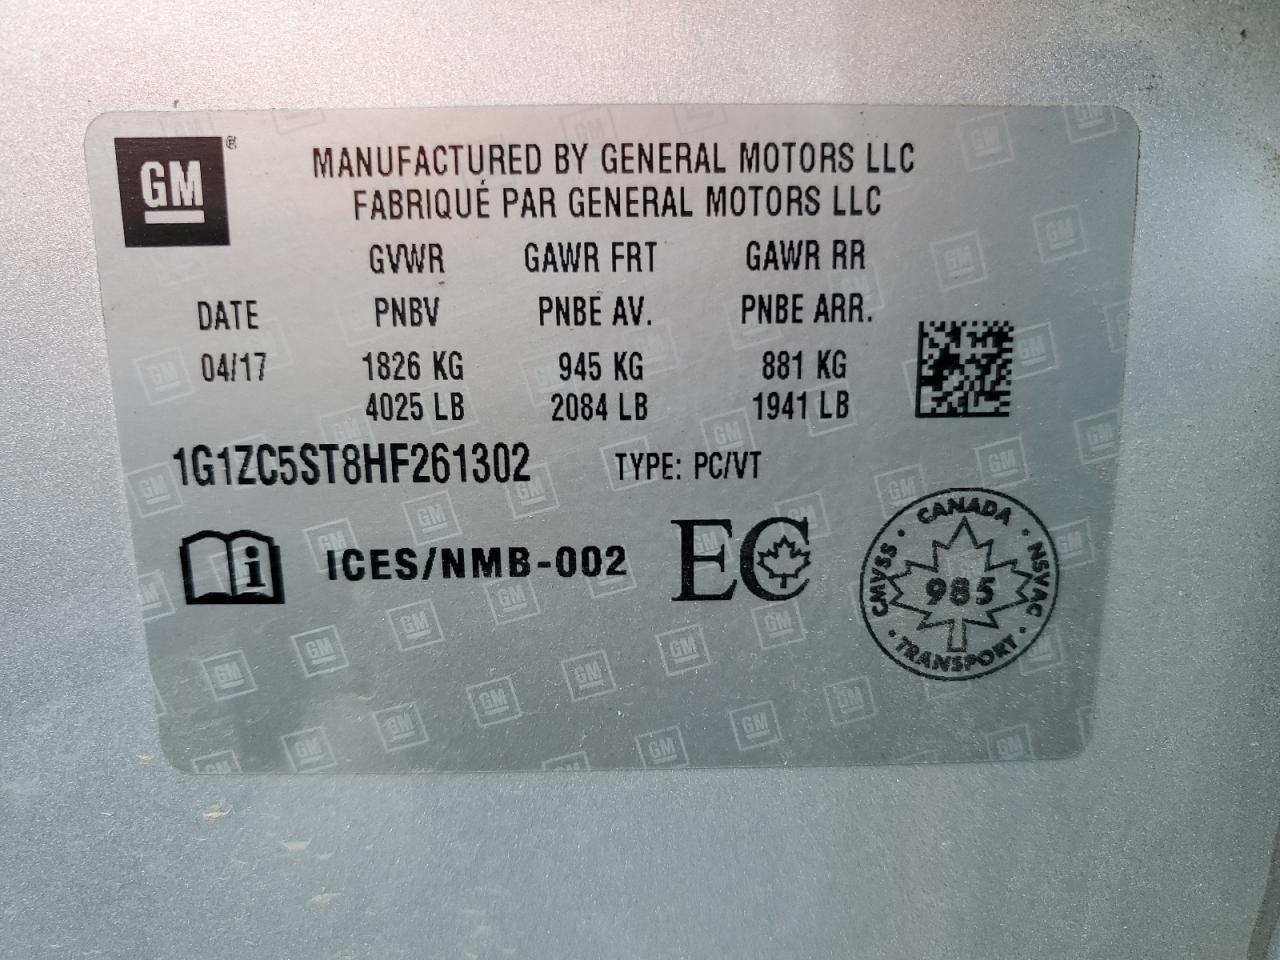 GM®
MANUFACTURED BY GENERAL MOTORS LLC
FABRIQUÉ PAR GENERAL MOTORS LLC
GVWR GAWR FRT GAWR RR
DATE PNBV PNBE AV. PNBE ARR.
04/17 1826 KG 945 KG 881 KG
4025 LB 2084 LB 1941 LB
1G1ZC5ST8HF261302 TYPE: PC/VT
i ICES/NMB-002 EC
CANADA
CMVSS · NSVAC
985
TRANSPORT